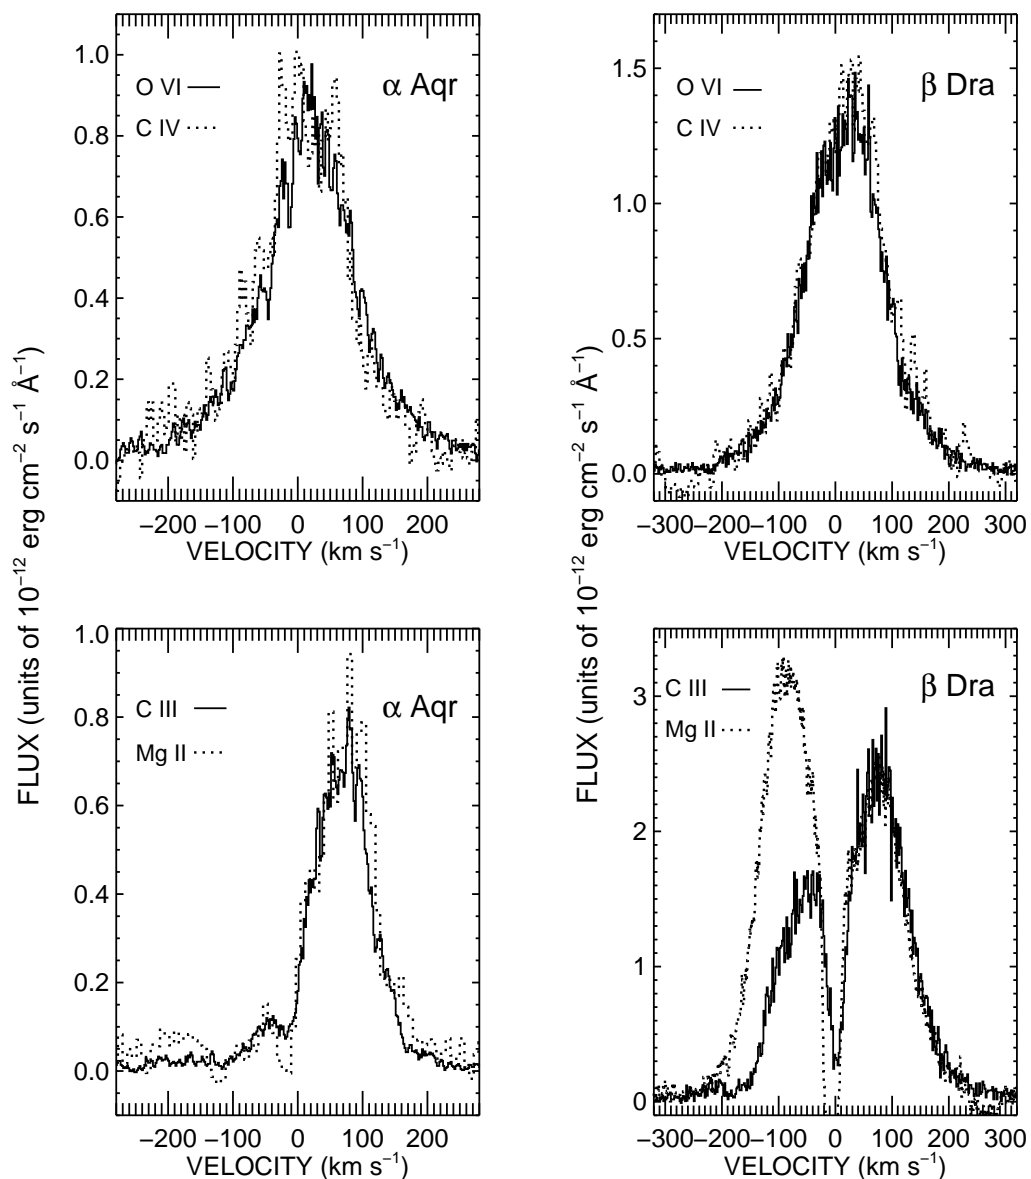 FLUX (units of 10⁻¹² erg cm⁻² s⁻¹ Å⁻¹)
1.0
0.8
0.6
0.4
0.2
0.0
O VI
C IV
α Aqr
−200 −100 0 100 200
VELOCITY (km s⁻¹)
FLUX (units of 10⁻¹² erg cm⁻² s⁻¹ Å⁻¹)
1.5
1.0
0.5
0.0
O VI
C IV
β Dra
−300 −200 −100 0 100 200 300
VELOCITY (km s⁻¹)
1.0
0.8
0.6
0.4
0.2
0.0
C III
Mg II
α Aqr
−200 −100 0 100 200
VELOCITY (km s⁻¹)
3
2
1
0
C III
Mg II
β Dra
−300 −200 −100 0 100 200 300
VELOCITY (km s⁻¹)